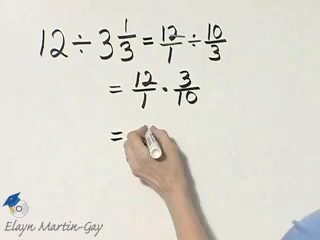 12 ÷ 3 1/3 = 12/1 ÷ 10/3
= 12/1 · 3/10
=
Elayn Martin-Gay